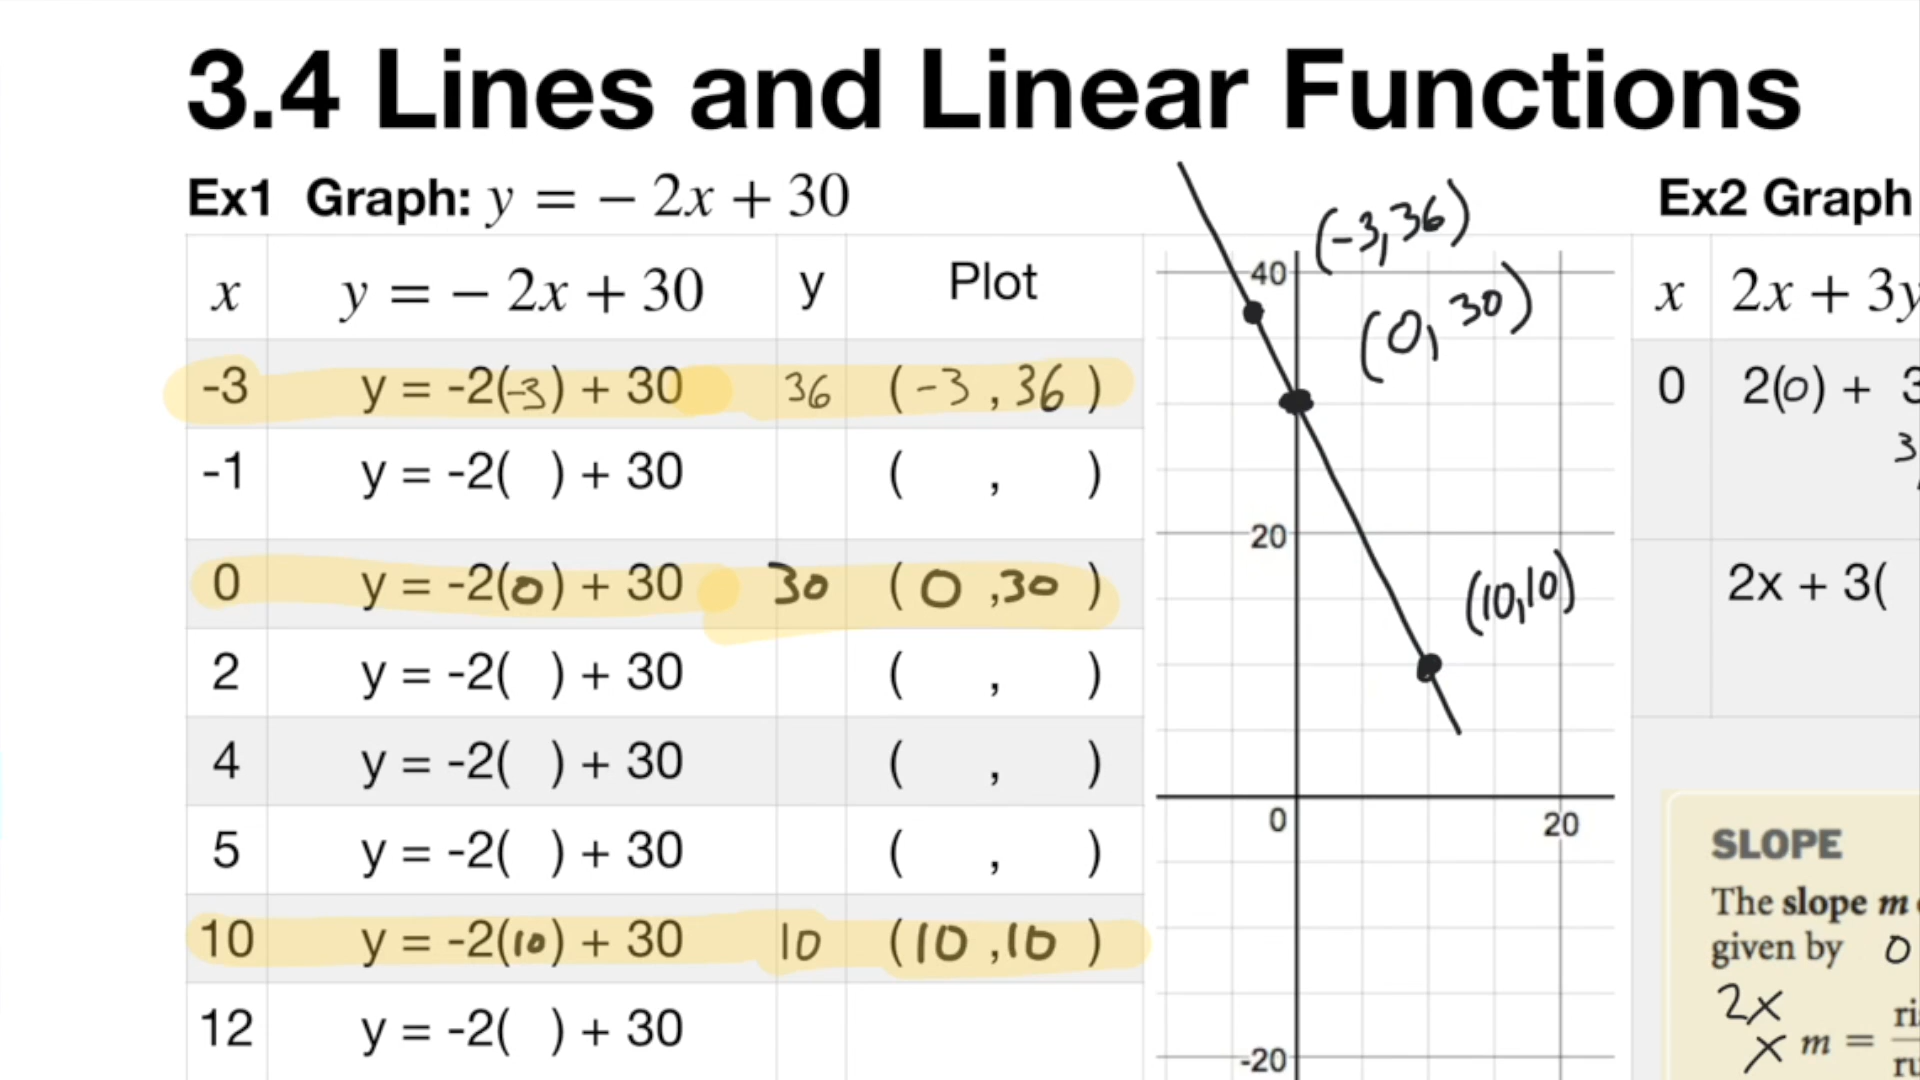 3.4 Lines and Linear Functions
Ex1 Graph: y = − 2x + 30
x y = − 2x + 30 y Plot
-3 y = -2(-3) + 30 36 ( -3 , 36 )
-1 y = -2( ) + 30 ( , )
0 y = -2(0) + 30 30 ( 0 ,30 )
2 y = -2( ) + 30 ( , )
4 y = -2( ) + 30 ( , )
5 y = -2( ) + 30 ( , )
10 y = -2(10) + 30 10 (10 ,10 )
12 y = -2( ) + 30
(-3,36)
40
(0, 30)
20
(10,10)
0 20
-20
Ex2 Graph
x 2x + 3y
0 2(0) + 3
3
2x + 3(
SLOPE
The slope m
given by 0
2x
x m =